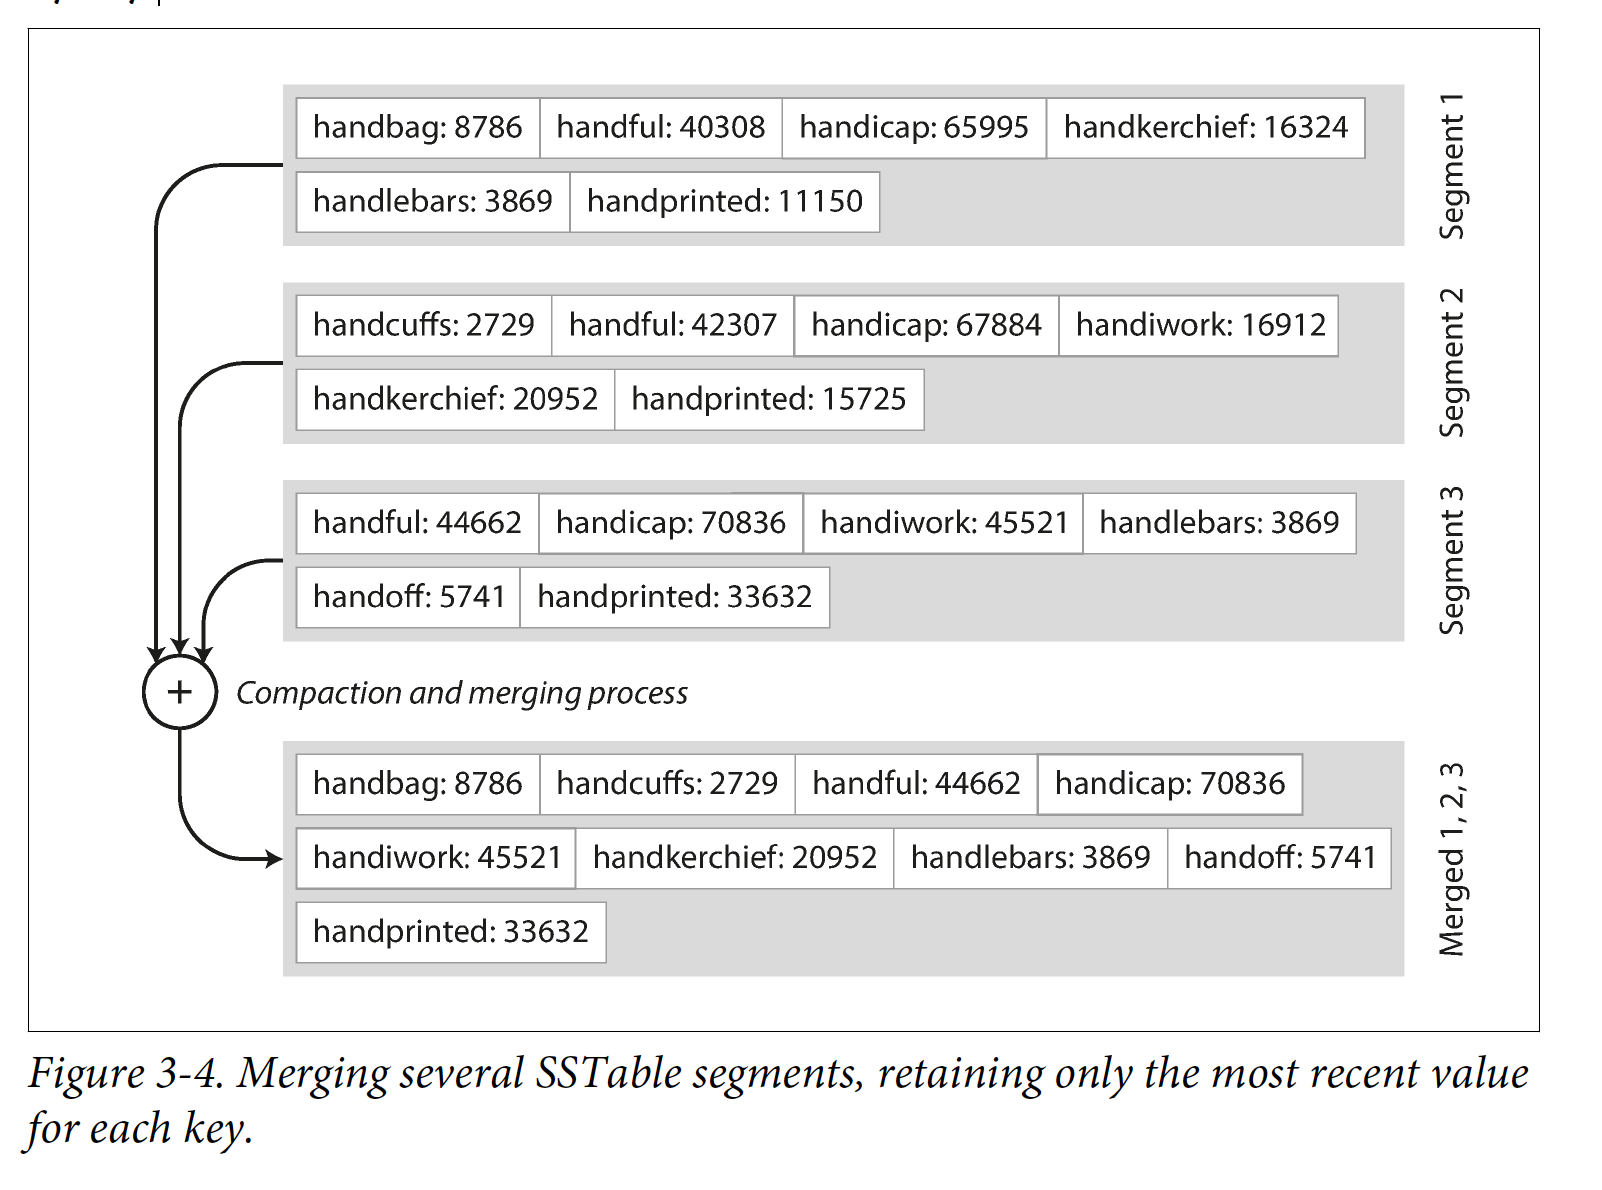 handbag: 8786 handful: 40308 handicap: 65995 handkerchief: 16324
handlebars: 3869 handprinted: 11150
Segment 1
handcuffs: 2729 handful: 42307 handicap: 67884 handiwork: 16912
handkerchief: 20952 handprinted: 15725
Segment 2
handful: 44662 handicap: 70836 handiwork: 45521 handlebars: 3869
handoff: 5741 handprinted: 33632
Segment 3
+ Compaction and merging process
handbag: 8786 handcuffs: 2729 handful: 44662 handicap: 70836
handiwork: 45521 handkerchief: 20952 handlebars: 3869 handoff: 5741
handprinted: 33632
Merged 1, 2, 3
Figure 3-4. Merging several SSTable segments, retaining only the most recent value
for each key.